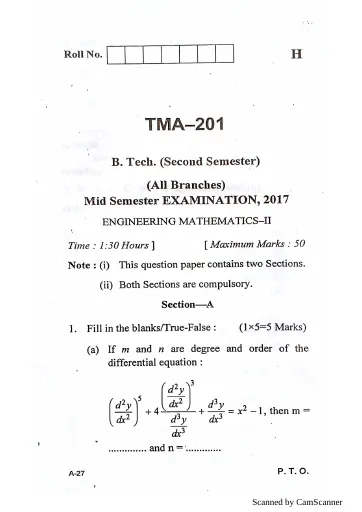 Roll No. H
TMA–201
B. Tech. (Second Semester)
(All Branches)
Mid Semester EXAMINATION, 2017
ENGINEERING MATHEMATICS–II
Time : 1:30 Hours ] [ Maximum Marks : 50
Note : (i) This question paper contains two Sections.
(ii) Both Sections are compulsory.
Section—A
1. Fill in the blanks/True-False : (1×5=5 Marks)
(a) If m and n are degree and order of the
differential equation :
(d²y/dx²)⁵ + 4 (d²y/dx²)³/(d³y/dx³) + d³y/dx³ = x² – 1, then m =
............... and n = .............
A-27 P. T. O.
Scanned by CamScanner